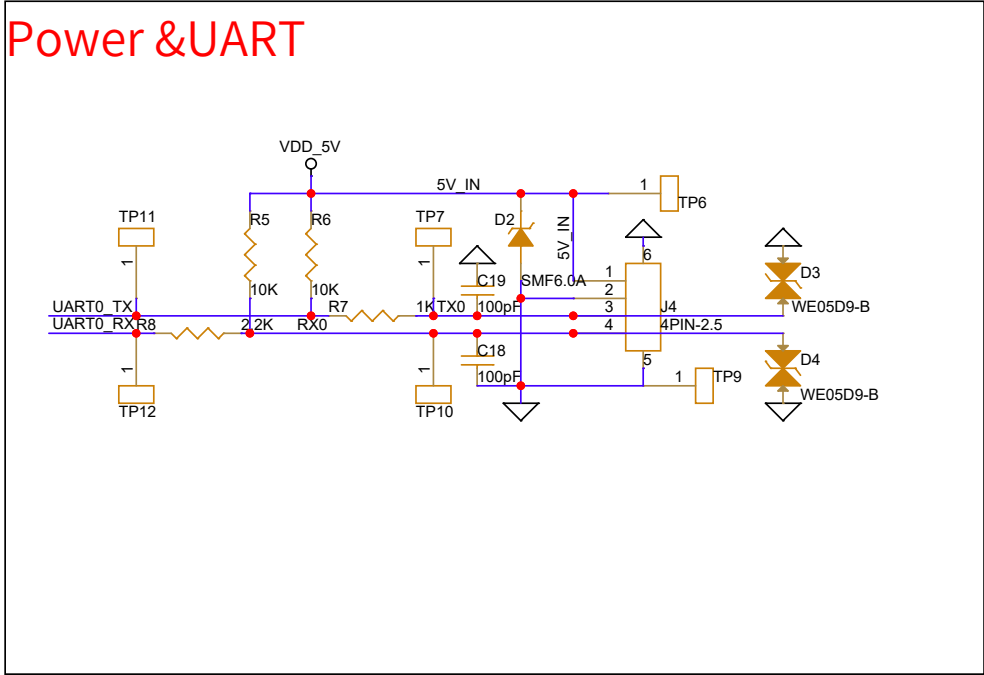 Power &UART
VDD_5V
5V_IN
1
TP6
TP11
R5
R6
TP7
D2
5V_IN
6
1
1
10K
10K
C19
100pF
SMF6.0A
1
2
3
4
J4
4PIN-2.5
D3
WE05D9-B
UART0_TX
R7
1K
TX0
UART0_RX
R8
2.2K
RX0
1
1
C18
100pF
5
1
TP9
D4
WE05D9-B
TP12
TP10